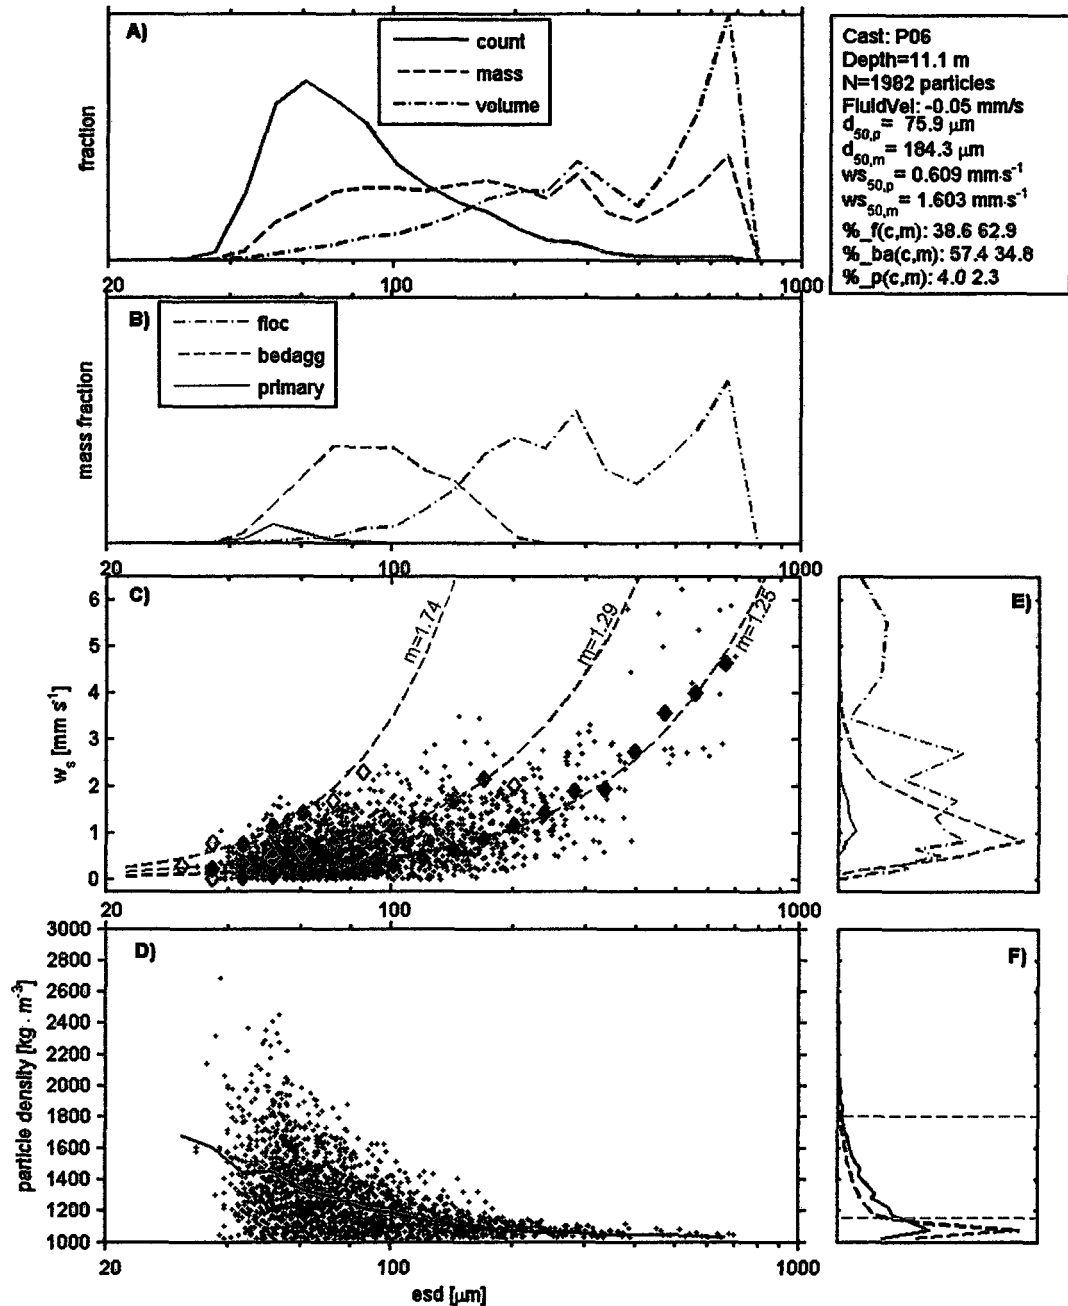 A)
count
mass
volume
fraction
20
100
1000
Cast: P06
Depth=11.1 m
N=1982 particles
FluidVel: -0.05 mm/s
d50,p= 75.9 μm
d50,m= 184.3 μm
ws50,p = 0.609 mm·s-1
ws50,m = 1.603 mm·s-1
%_f(c,m): 38.6 62.9
%_ba(c,m): 57.4 34.8
%_p(c,m): 4.0 2.3
B)
floc
bedagg
primary
mass fraction
20
100
1000
C)
m=1.74
m=1.29
m=1.25
6
5
4
3
2
1
0
ws [mm s-1]
20
100
1000
E)
D)
3000
2800
2600
2400
2200
2000
1800
1600
1400
1200
1000
particle density [kg · m-3]
20
100
1000
esd [μm]
F)